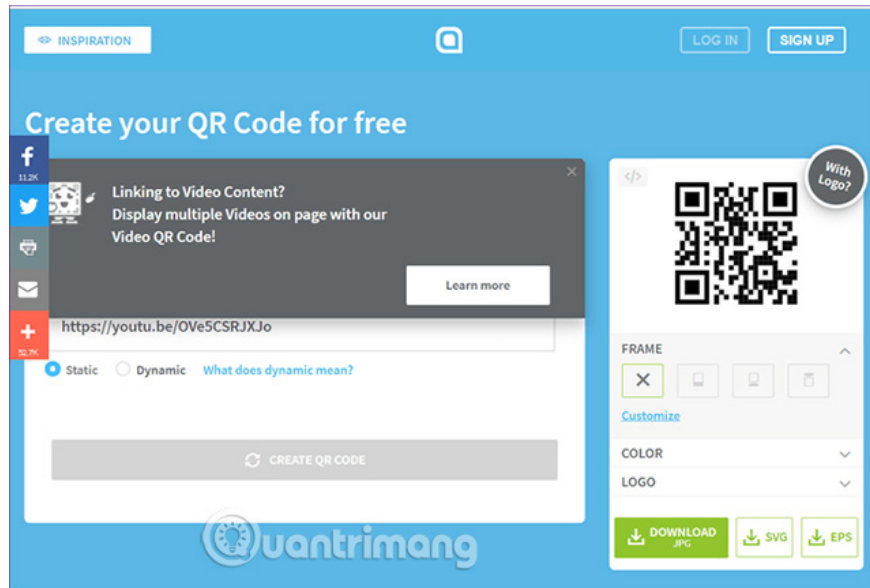 INSPIRATION
LOG IN
SIGN UP
Create your QR Code for free
11.2K
52.7K
Linking to Video Content?
Display multiple Videos on page with our
Video QR Code!
Learn more
https://youtu.be/OVe5CSRJXJo
Static
Dynamic
What does dynamic mean?
CREATE QR CODE
</>
With
Logo?
FRAME
Customize
COLOR
LOGO
DOWNLOAD
JPG
SVG
EPS
Quantrimang